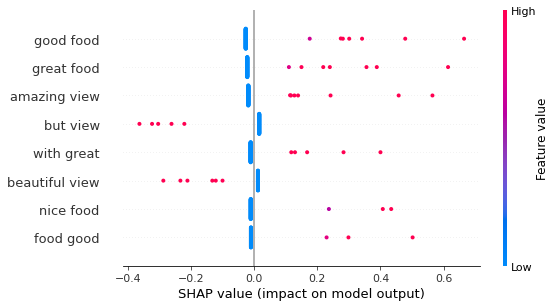 High
good food
great food
amazing view
but view
with great
beautiful view
nice food
food good
Low
Feature value
−0.4 −0.2 0.0 0.2 0.4 0.6
SHAP value (impact on model output)